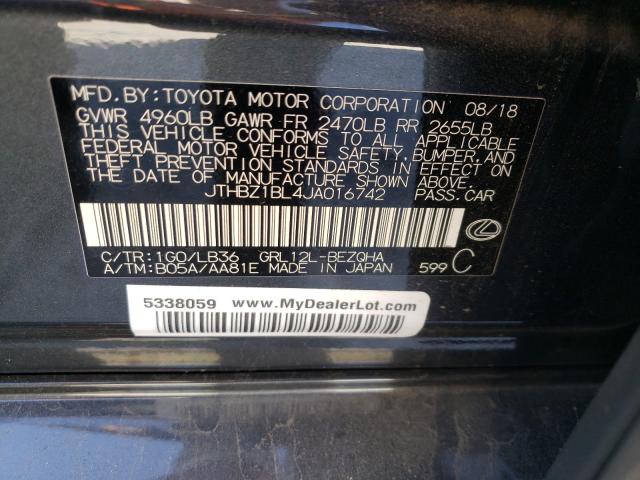 MFD. BY: TOYOTA MOTOR CORPORATION 08/18
GVWR 4960LB GAWR FR 2470LB RR 2655LB
THIS VEHICLE CONFORMS TO ALL APPLICABLE
FEDERAL MOTOR VEHICLE SAFETY, BUMPER, AND
THEFT PREVENTION STANDARDS IN EFFECT ON
THE DATE OF MANUFACTURE SHOWN ABOVE.
JTHBZ1BL4JA016742 PASS. CAR
C/TR: 1G0/LB36 GRL12L-BEZQHA
A/TM: B05A/AA81E MADE IN JAPAN 599 C
5338059 www.MyDealerLot.com